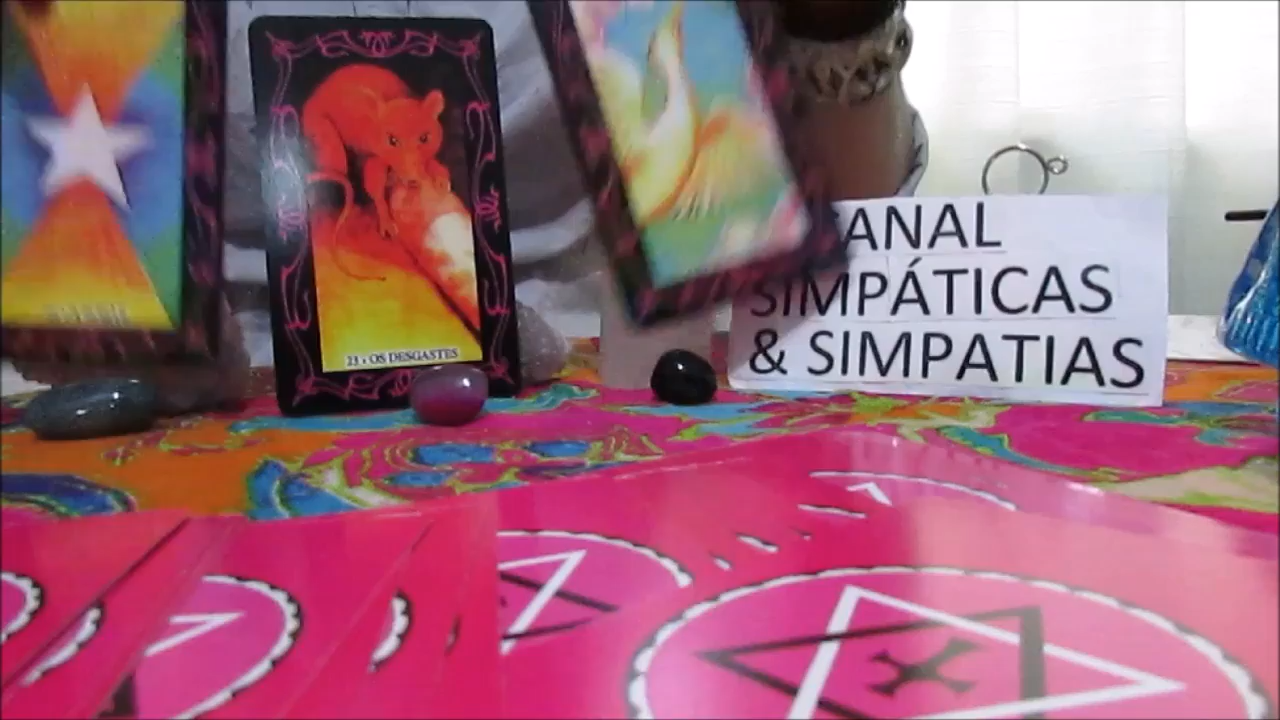 23 • OS DESGASTES
ANAL
SIMPÁTICAS
& SIMPATIAS